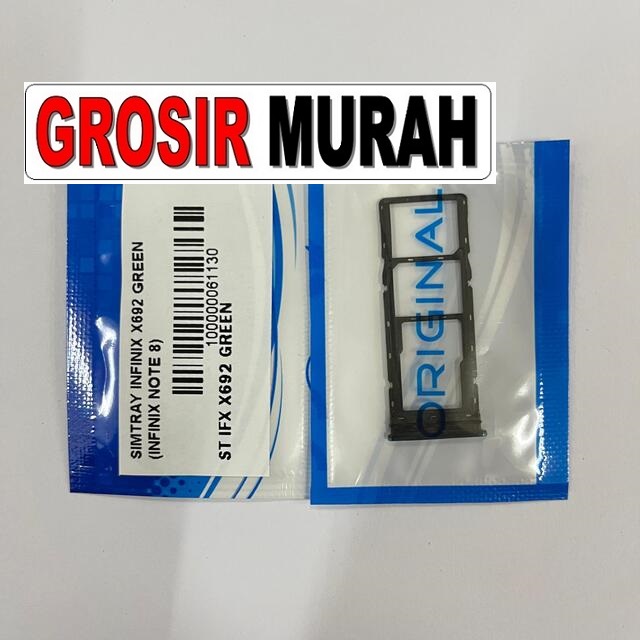 GROSIR MURAH
SIMTRAY INFINIX X692 GREEN
(INFINIX NOTE 8)
100000061130
ST IFX X692 GREEN
ORIGINAL